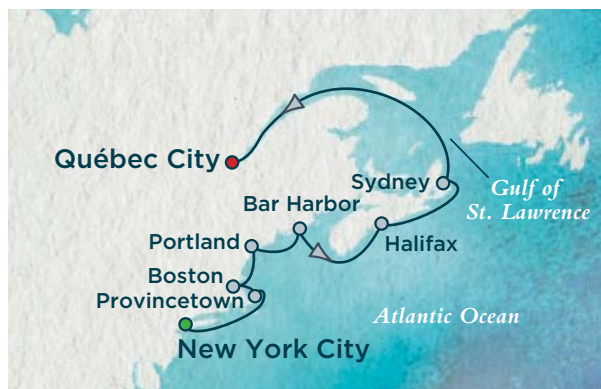 Québec City
Sydney
Gulf of
St. Lawrence
Bar Harbor
Halifax
Portland
Boston
Provincetown
Atlantic Ocean
New York City